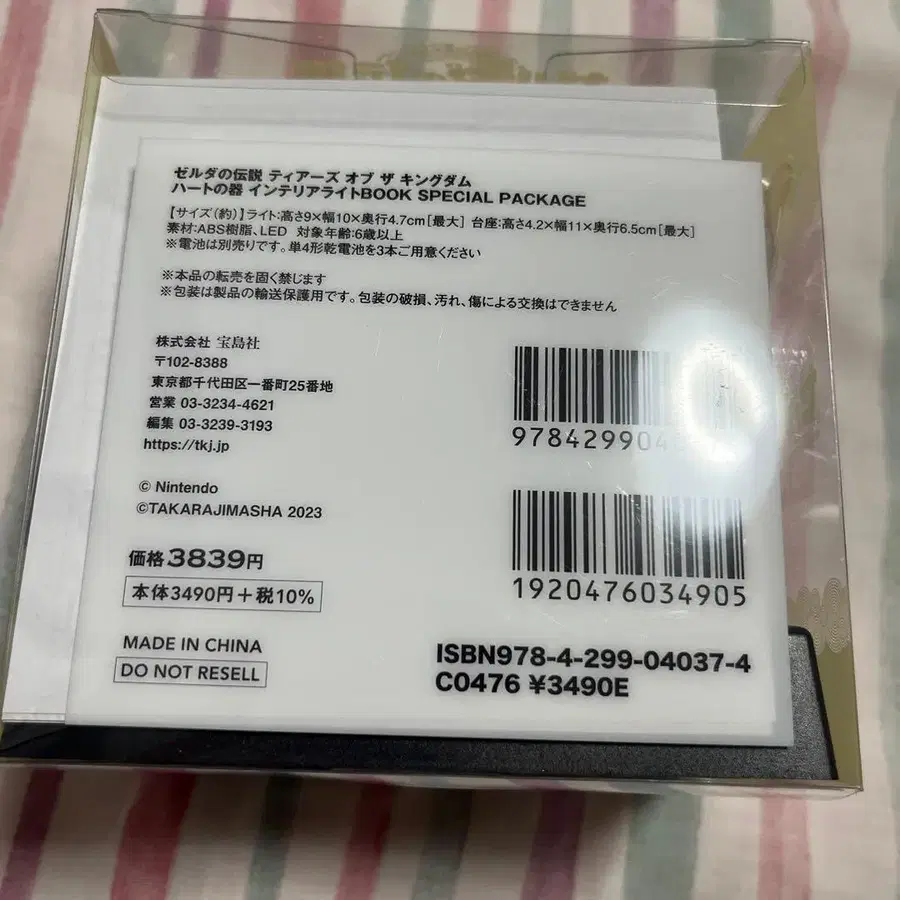 ゼルダの伝説 ティアーズ オブ ザ キングダム
ハートの器 インテリアライトBOOK SPECIAL PACKAGE
【サイズ(約)】ライト:高さ9×幅10×奥行4.7cm[最大] 台座:高さ4.2×幅11×奥行6.5cm[最大]
素材:ABS樹脂、LED 対象年齢:6歳以上
※電池は別売りです。単4形乾電池を3本ご用意ください
※本品の転売を固く禁じます
※包装は製品の輸送保護用です。包装の破損、汚れ、傷による交換はできません
株式会社 宝島社
〒102-8388
東京都千代田区一番町25番地
営業 03-3234-4621
編集 03-3239-3193
https://tkj.jp
© Nintendo
©TAKARAJIMASHA 2023
価格3839円
本体3490円+税10%
MADE IN CHINA
DO NOT RESELL
1920476034905
ISBN978-4-299-04037-4
C0476 ¥3490E